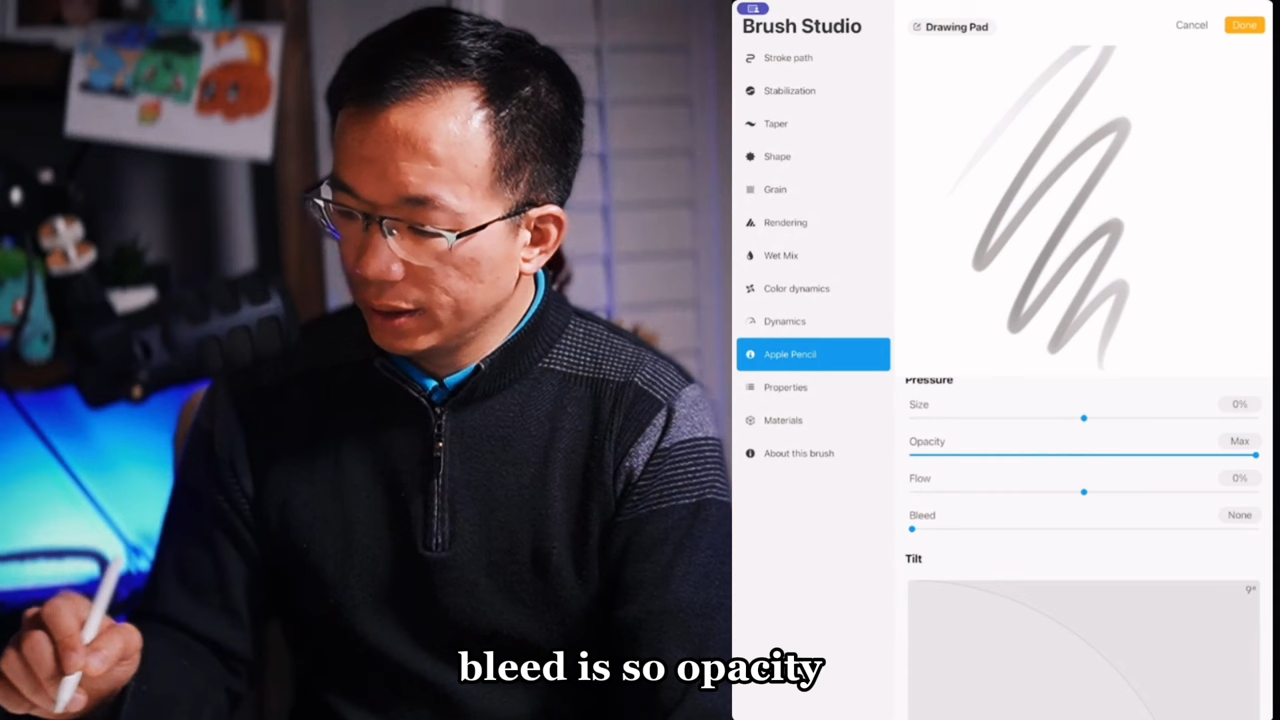 Brush Studio
Drawing Pad
Cancel
Done
Stroke path
Stabilization
Taper
Shape
Grain
Rendering
Wet Mix
Color dynamics
Dynamics
Apple Pencil
Properties
Materials
About this brush
Pressure
Size
0%
Opacity
Max
Flow
0%
Bleed
None
Tilt
9°
bleed is so opacity